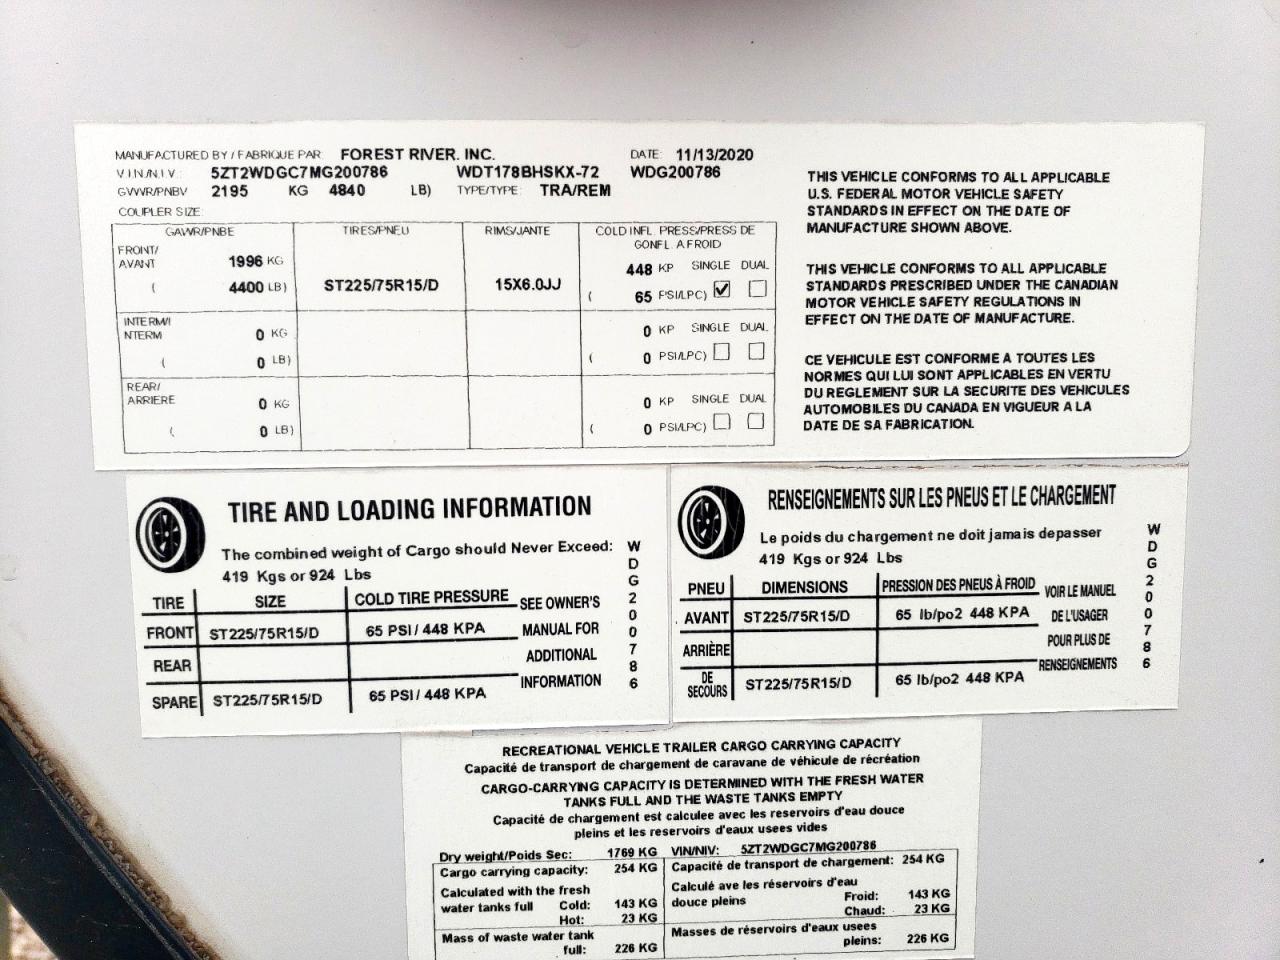 MANUFACTURED BY / FABRIQUE PAR: FOREST RIVER. INC. DATE: 11/13/2020
V.I.N./N.I.V.: 5ZT2WDGC7MG200786 WDT178BHSKX-72 WDG200786
GVWR/PNBV 2195 KG 4840 LB) TYPE/TYPE: TRA/REM
COUPLER SIZE:
GAWR/PNBE TIRES/PNEU RIMS/JANTE COLD INFL. PRESS/PRESS DE
GONFL. A FROID
FRONT/
AVANT 1996 KG 448 KP SINGLE DUAL
( 4400 LB) ST225/75R15/D 15X6.0JJ ( 65 PSI/LPC)
INTERM/I
NTERM 0 KG 0 KP SINGLE DUAL
( 0 LB) ( 0 PSI/LPC)
REAR/
ARRIERE 0 KG 0 KP SINGLE DUAL
( 0 LB) ( 0 PSI/LPC)
THIS VEHICLE CONFORMS TO ALL APPLICABLE
U.S. FEDERAL MOTOR VEHICLE SAFETY
STANDARDS IN EFFECT ON THE DATE OF
MANUFACTURE SHOWN ABOVE.
THIS VEHICLE CONFORMS TO ALL APPLICABLE
STANDARDS PRESCRIBED UNDER THE CANADIAN
MOTOR VEHICLE SAFETY REGULATIONS IN
EFFECT ON THE DATE OF MANUFACTURE.
CE VEHICULE EST CONFORME A TOUTES LES
NORMES QUI LUI SONT APPLICABLES EN VERTU
DU REGLEMENT SUR LA SECURITE DES VEHICULES
AUTOMOBILES DU CANADA EN VIGUEUR A LA
DATE DE SA FABRICATION.
TIRE AND LOADING INFORMATION
The combined weight of Cargo should Never Exceed:
419 Kgs or 924 Lbs
TIRE SIZE COLD TIRE PRESSURE SEE OWNER'S
FRONT ST225/75R15/D 65 PSI / 448 KPA MANUAL FOR
REAR ADDITIONAL
INFORMATION
SPARE ST225/75R15/D 65 PSI / 448 KPA
WDG200786
RENSEIGNEMENTS SUR LES PNEUS ET LE CHARGEMENT
Le poids du chargement ne doit jamais depasser
419 Kgs or 924 Lbs
PNEU DIMENSIONS PRESSION DES PNEUS À FROID VOIR LE MANUEL
AVANT ST225/75R15/D 65 lb/po2 448 KPA DE L'USAGER
ARRIÈRE POUR PLUS DE
RENSEIGNEMENTS
DE
SECOURS ST225/75R15/D 65 lb/po2 448 KPA
WDG200786
RECREATIONAL VEHICLE TRAILER CARGO CARRYING CAPACITY
Capacité de transport de chargement de caravane de véhicule de récréation
CARGO-CARRYING CAPACITY IS DETERMINED WITH THE FRESH WATER
TANKS FULL AND THE WASTE TANKS EMPTY
Capacité de chargement est calculee avec les reservoirs d'eau douce
pleins et les reservoirs d'eaux usees vides
Dry weight/Poids Sec: 1769 KG VIN/NIV: 5ZT2WDGC7MG200786
Cargo carrying capacity: 254 KG Capacité de transport de chargement: 254 KG
Calculated with the fresh Calculé ave les réservoirs d'eau
water tanks full Cold: 143 KG douce pleins Froid: 143 KG
Hot: 23 KG Chaud: 23 KG
Mass of waste water tank Masses de réservoirs d'eaux usees
full: 226 KG pleins: 226 KG